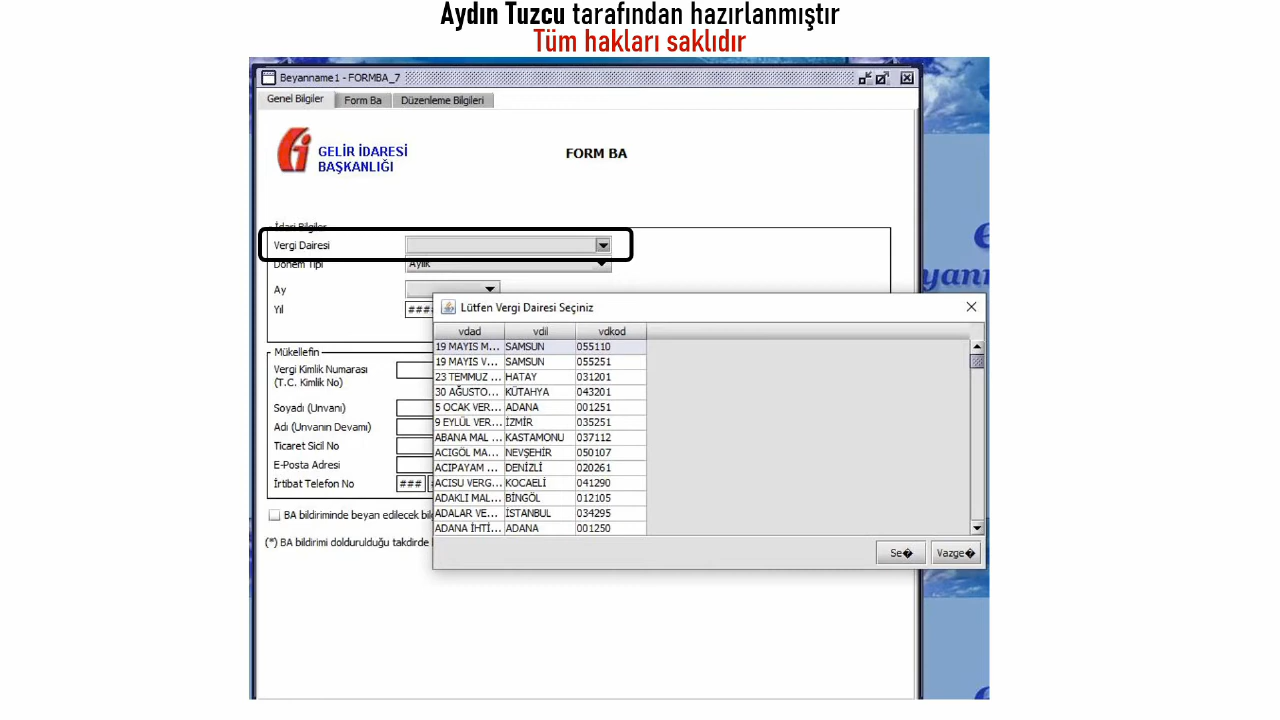 Aydın Tuzcu tarafından hazırlanmıştır
Tüm hakları saklıdır
Beyanname1 - FORMBA_7
Genel Bilgiler Form Ba Düzenleme Bilgileri
GELİR İDARESİ
BAŞKANLIĞI
FORM BA
İdari Bilgiler
Vergi Dairesi
Dönem Tipi Aylık
Ay
Yıl ####
Mükellefin
Vergi Kimlik Numarası
(T.C. Kimlik No)
Soyadı (Unvanı)
Adı (Unvanın Devamı)
Ticaret Sicil No
E-Posta Adresi
İrtibat Telefon No ###
BA bildiriminde beyan edilecek
(*) BA bildirimi doldurulduğu takdirde
Lütfen Vergi Dairesi Seçiniz
vdad vdil vdkod
19 MAYIS M... SAMSUN 055110
19 MAYIS V... SAMSUN 055251
23 TEMMUZ ... HATAY 031201
30 AĞUSTO... KÜTAHYA 043201
5 OCAK VER... ADANA 001251
9 EYLÜL VER... İZMİR 035251
ABANA MAL ... KASTAMONU 037112
ACIGÖL MA... NEVŞEHİR 050107
ACIPAYAM ... DENİZLİ 020261
ACISU VERG... KOCAELİ 041290
ADAKLI MAL... BİNGÖL 012105
ADALAR VE... İSTANBUL 034295
ADANA İHTİ... ADANA 001250
Se� Vazge�